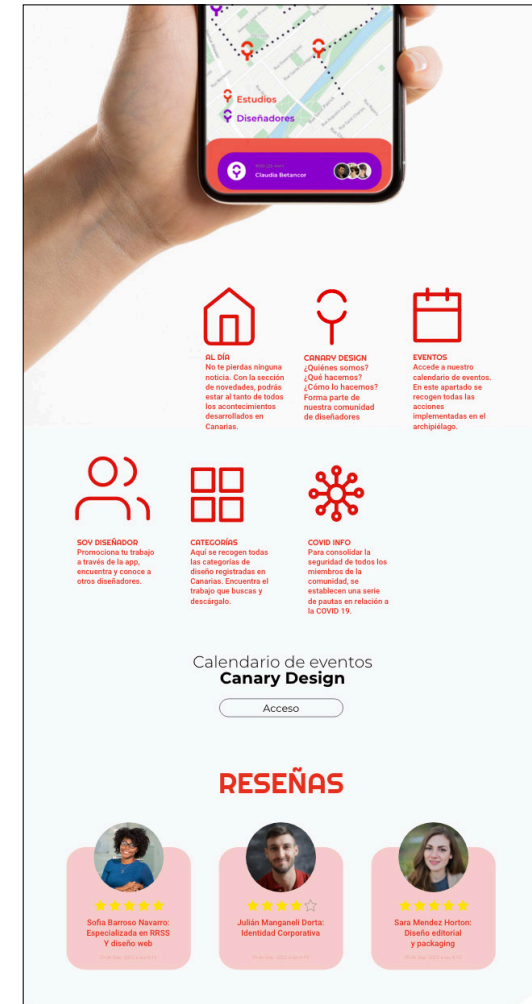 Estudios
Diseñadores
Claudia Betancor
AL DÍA
No te pierdas ninguna
noticia. Con la sección
de novedades, podrás
estar al tanto de todos
los acontecimientos
desarrollados en
Canarias.
CANARY DESIGN
¿Quiénes somos?
¿Qué hacemos?
¿Cómo lo hacemos?
Forma parte de
nuestra comunidad
de diseñadores
EVENTOS
Accede a nuestro
calendario de eventos.
En este apartado se
recogen todas las
acciones
implementadas en el
archipiélago.
SOY DISEÑADOR
Promociona tu trabajo
a través de la app,
encuentra y conoce a
otros diseñadores.
CATEGORÍAS
Aquí se recogen todas
las categorías de
diseño registradas en
Canarias. Encuentra el
trabajo que buscas y
descárgalo.
COVID INFO
Para consolidar la
seguridad de todos los
miembros de la
comunidad, se
establecen una serie
de pautas en relación a
la COVID 19.
Calendario de eventos
Canary Design
Acceso
RESEÑAS
Sofia Barroso Navarro:
Especializada en RRSS
Y diseño web
Julián Manganeli Dorta:
Identidad Corporativa
Sara Mendez Horton:
Diseño editorial
y packaging